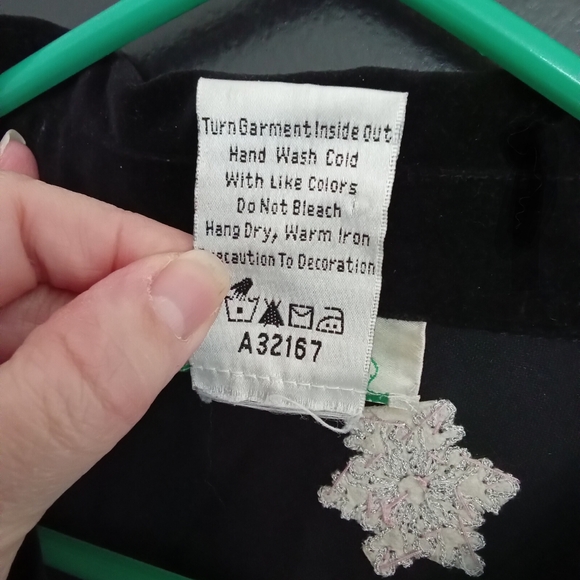 Turn Garment Inside Out
Hand Wash Cold
With Like Colors
Do Not Bleach
Hang Dry, Warm Iron
To Decoration
A32167